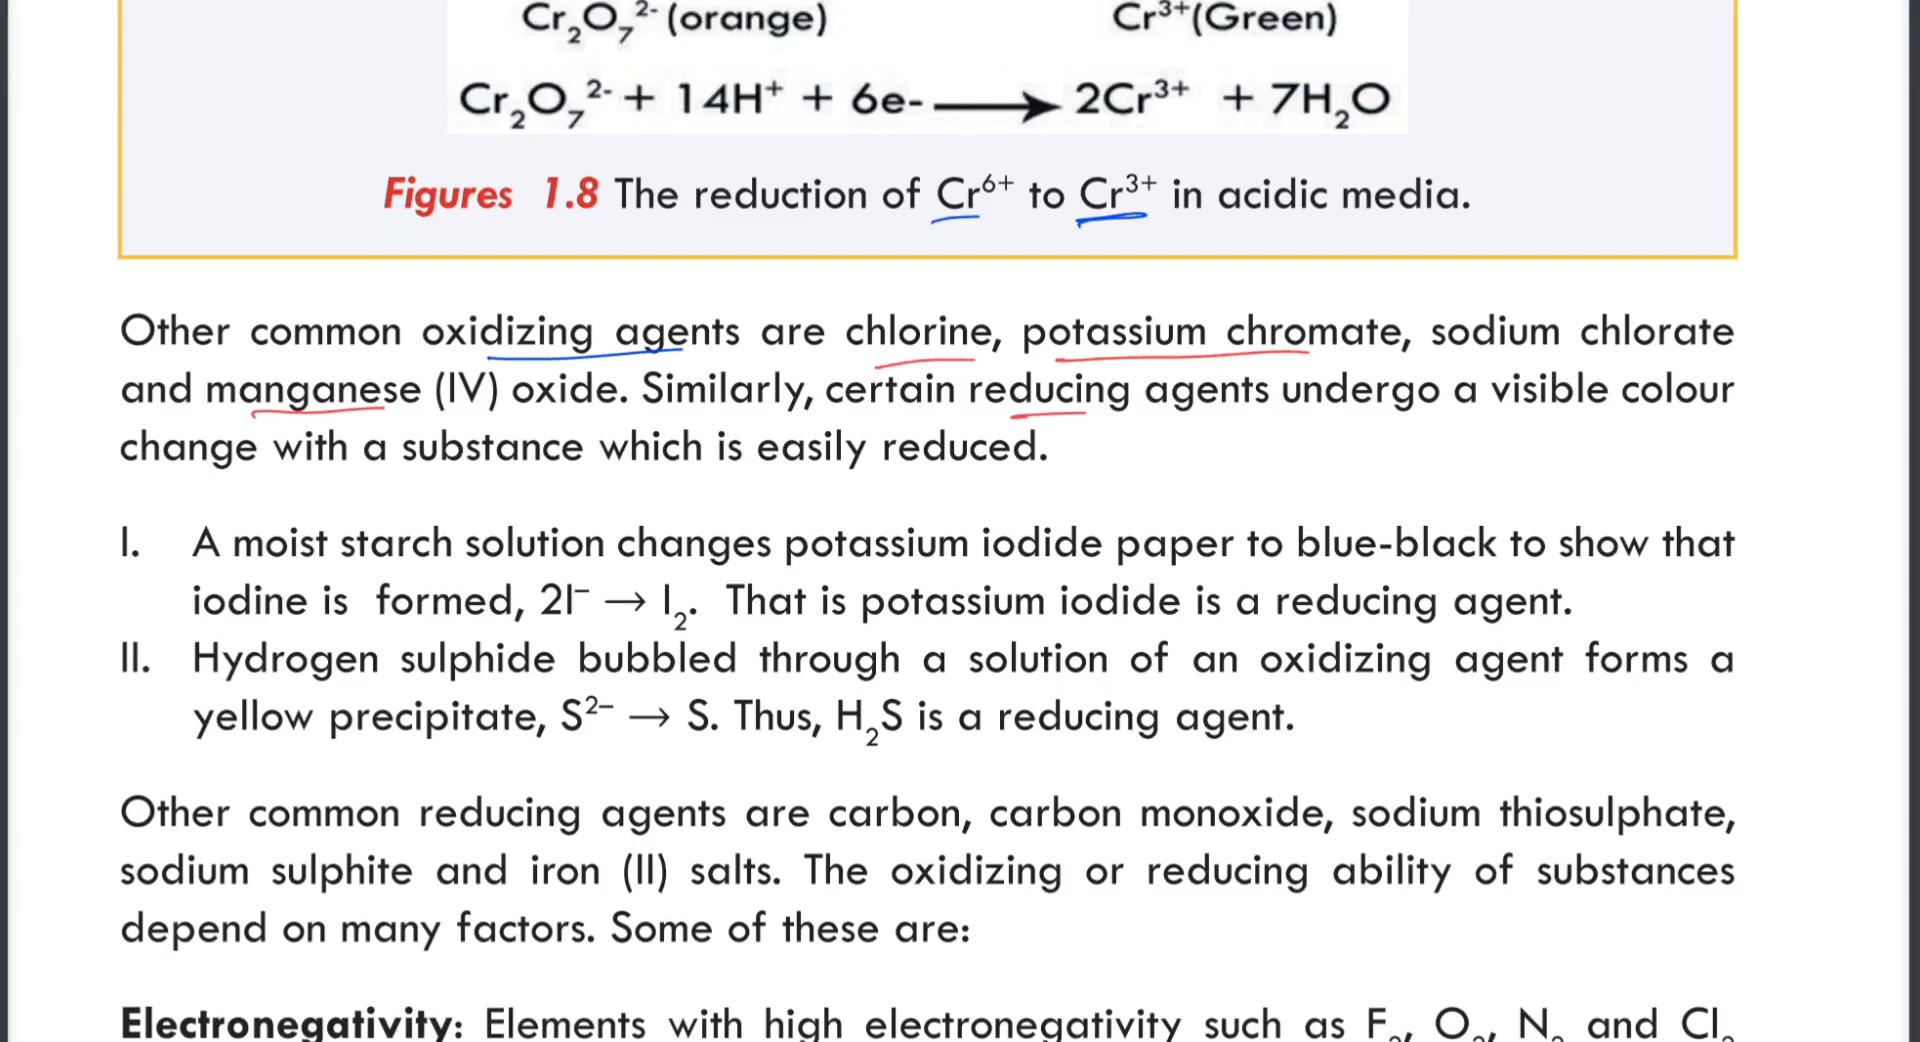 Cr₂O₇²⁻ (orange) Cr³⁺(Green)
Cr₂O₇²⁻ + 14H⁺ + 6e- ⟶ 2Cr³⁺ + 7H₂O
Figures 1.8 The reduction of Cr⁶⁺ to Cr³⁺ in acidic media.
Other common oxidizing agents are chlorine, potassium chromate, sodium chlorate
and manganese (IV) oxide. Similarly, certain reducing agents undergo a visible colour
change with a substance which is easily reduced.
I. A moist starch solution changes potassium iodide paper to blue-black to show that
iodine is formed, 2I⁻ → I₂. That is potassium iodide is a reducing agent.
II. Hydrogen sulphide bubbled through a solution of an oxidizing agent forms a
yellow precipitate, S²⁻ → S. Thus, H₂S is a reducing agent.
Other common reducing agents are carbon, carbon monoxide, sodium thiosulphate,
sodium sulphite and iron (II) salts. The oxidizing or reducing ability of substances
depend on many factors. Some of these are:
Electronegativity: Elements with high electronegativity such as F₂, O₂, N₂ and Cl₂